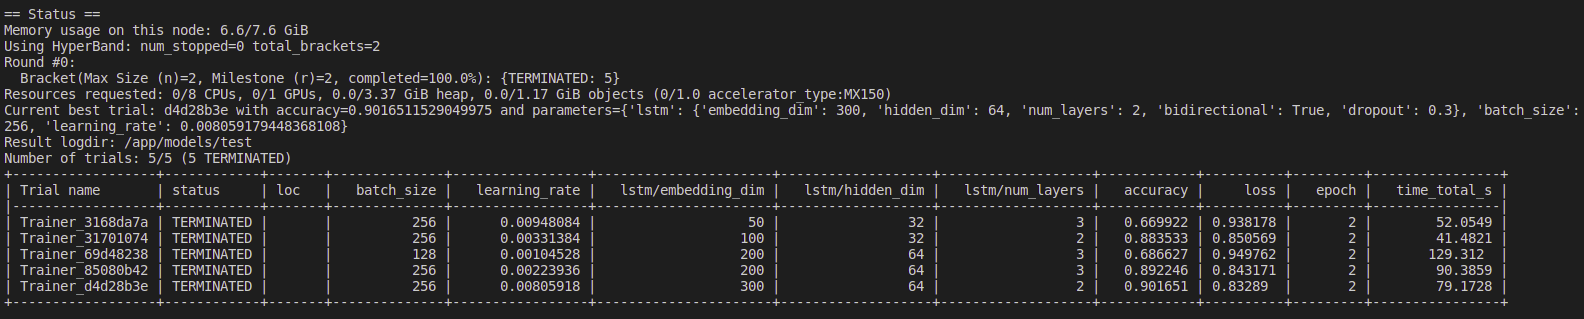 == Status ==
Memory usage on this node: 6.6/7.6 GiB
Using HyperBand: num_stopped=0 total_brackets=2
Round #0:
  Bracket(Max Size (n)=2, Milestone (r)=2, completed=100.0%): {TERMINATED: 5}
Resources requested: 0/8 CPUs, 0/1 GPUs, 0.0/3.37 GiB heap, 0.0/1.17 GiB objects (0/1.0 accelerator_type:MX150)
Current best trial: d4d28b3e with accuracy=0.9016511529049975 and parameters={'lstm': {'embedding_dim': 300, 'hidden_dim': 64, 'num_layers': 2, 'bidirectional': True, 'dropout': 0.3}, 'batch_size':
256, 'learning_rate': 0.008059179448368108}
Result logdir: /app/models/test
Number of trials: 5/5 (5 TERMINATED)
| Trial name | status | loc | batch_size | learning_rate | lstm/embedding_dim | lstm/hidden_dim | lstm/num_layers | accuracy | loss | epoch | time_total_s |
| Trainer_3168da7a | TERMINATED | | 256 | 0.00948084 | 50 | 32 | 3 | 0.669922 | 0.938178 | 2 | 52.0549 |
| Trainer_31701074 | TERMINATED | | 256 | 0.00331384 | 100 | 32 | 2 | 0.883533 | 0.850569 | 2 | 41.4821 |
| Trainer_69d48238 | TERMINATED | | 128 | 0.00104528 | 200 | 64 | 3 | 0.686627 | 0.949762 | 2 | 129.312 |
| Trainer_85080b42 | TERMINATED | | 256 | 0.00223936 | 200 | 64 | 3 | 0.892246 | 0.843171 | 2 | 90.3859 |
| Trainer_d4d28b3e | TERMINATED | | 256 | 0.00805918 | 300 | 64 | 2 | 0.901651 | 0.83289 | 2 | 79.1728 |